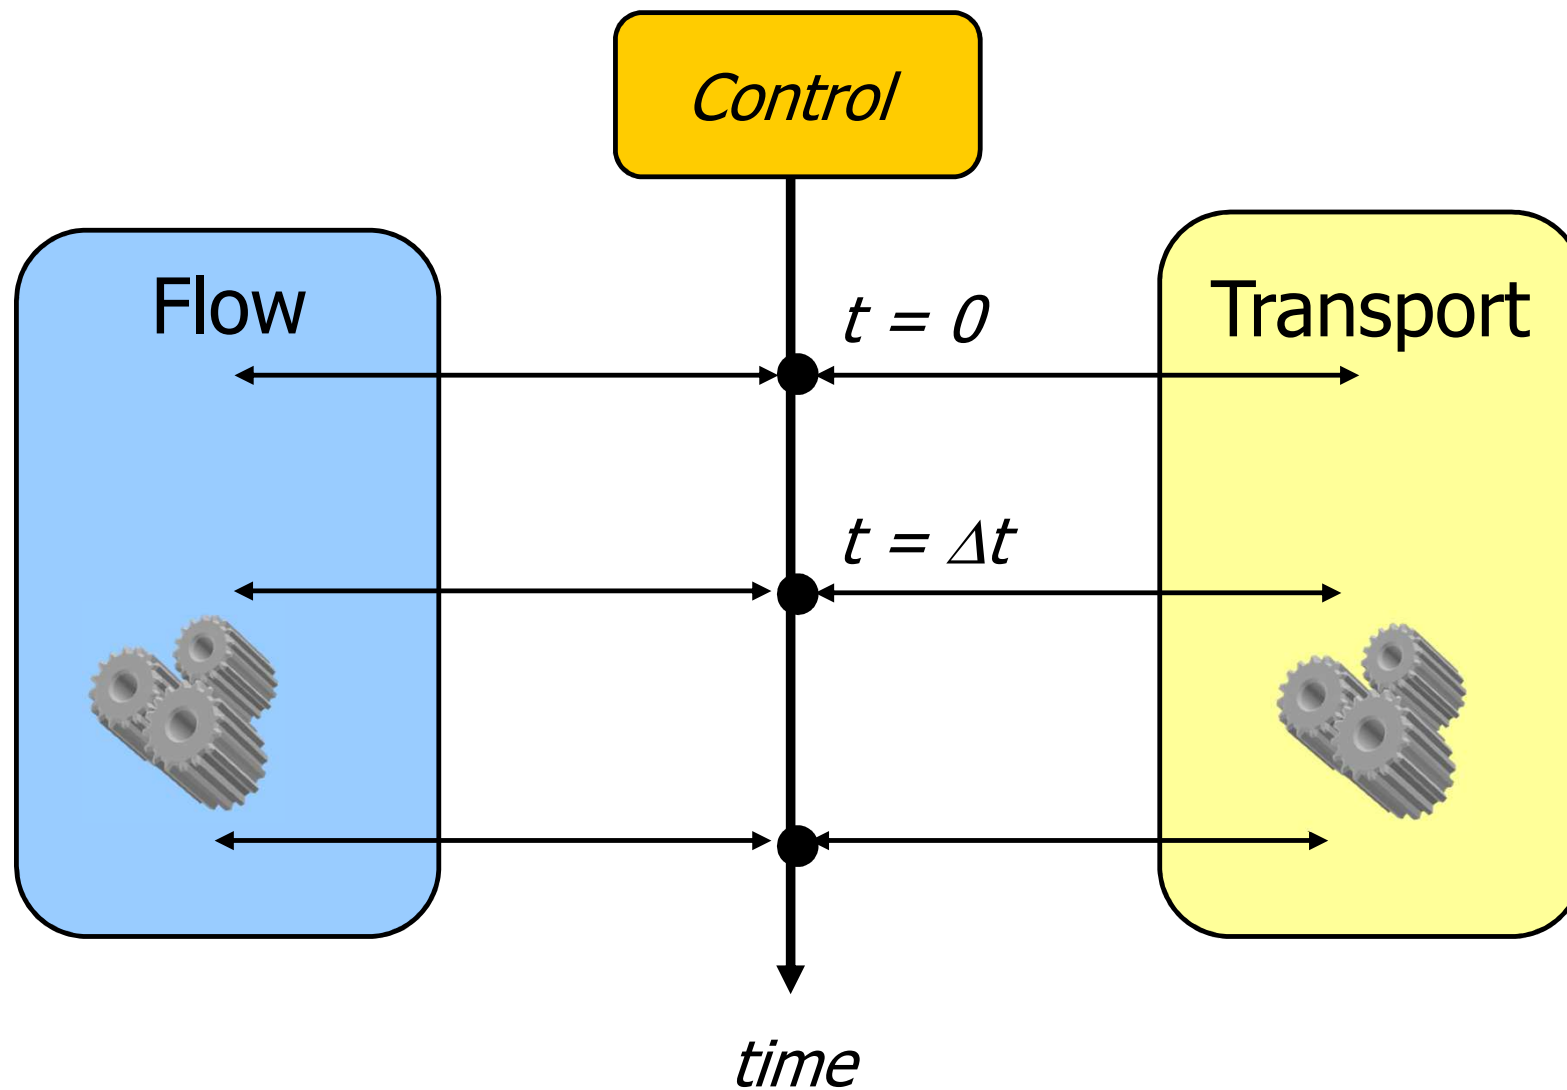 Control
Flow
Transport
t = 0
t = Δt
time